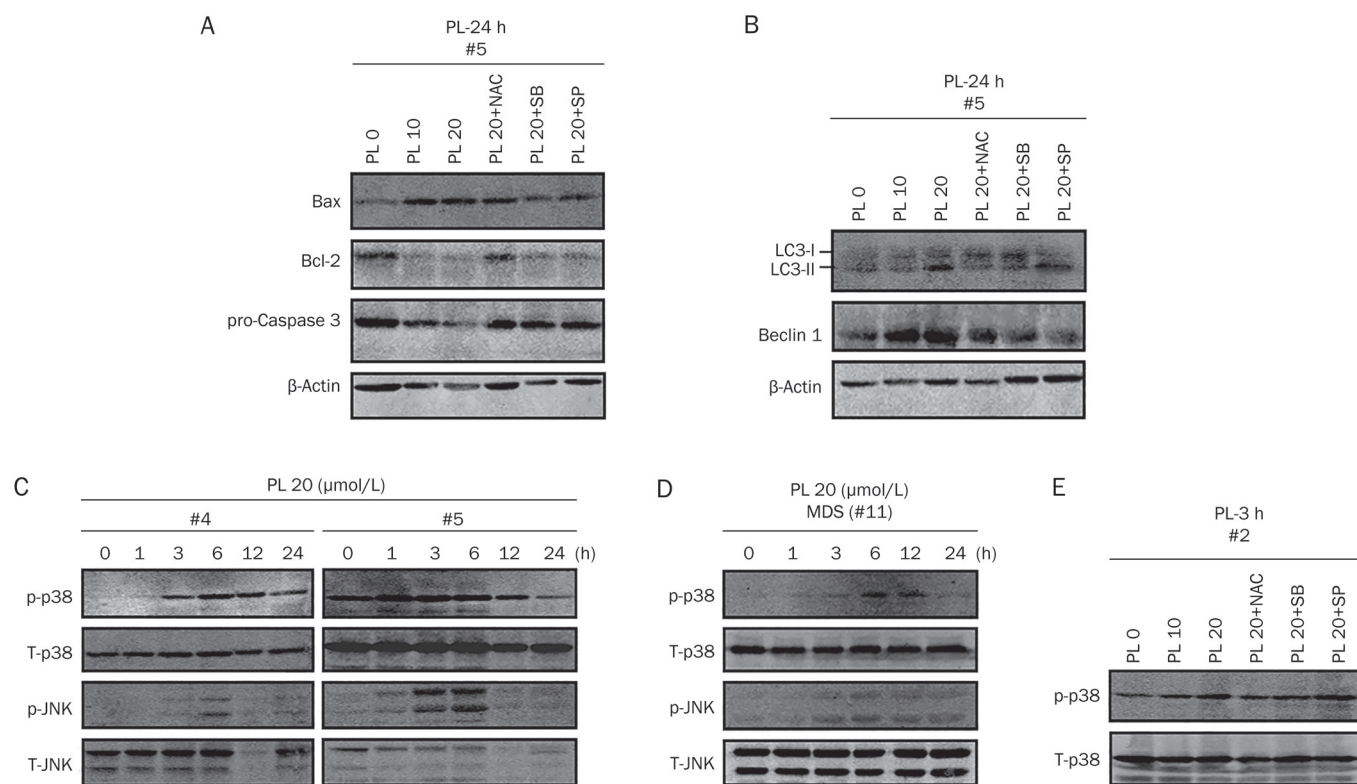 A
PL-24 h
#5
PL 0
PL 10
PL 20
PL 20+NAC
PL 20+SB
PL 20+SP
Bax
Bcl-2
pro-Caspase 3
β-Actin
B
PL-24 h
#5
PL 0
PL 10
PL 20
PL 20+NAC
PL 20+SB
PL 20+SP
LC3-I
LC3-II
Beclin 1
β-Actin
C
PL 20 (μmol/L)
#4 #5
0 1 3 6 12 24 0 1 3 6 12 24 (h)
p-p38
T-p38
p-JNK
T-JNK
D
PL 20 (μmol/L)
MDS (#11)
0 1 3 6 12 24 (h)
p-p38
T-p38
p-JNK
T-JNK
E
PL-3 h
#2
PL 0
PL 10
PL 20
PL 20+NAC
PL 20+SB
PL 20+SP
p-p38
T-p38